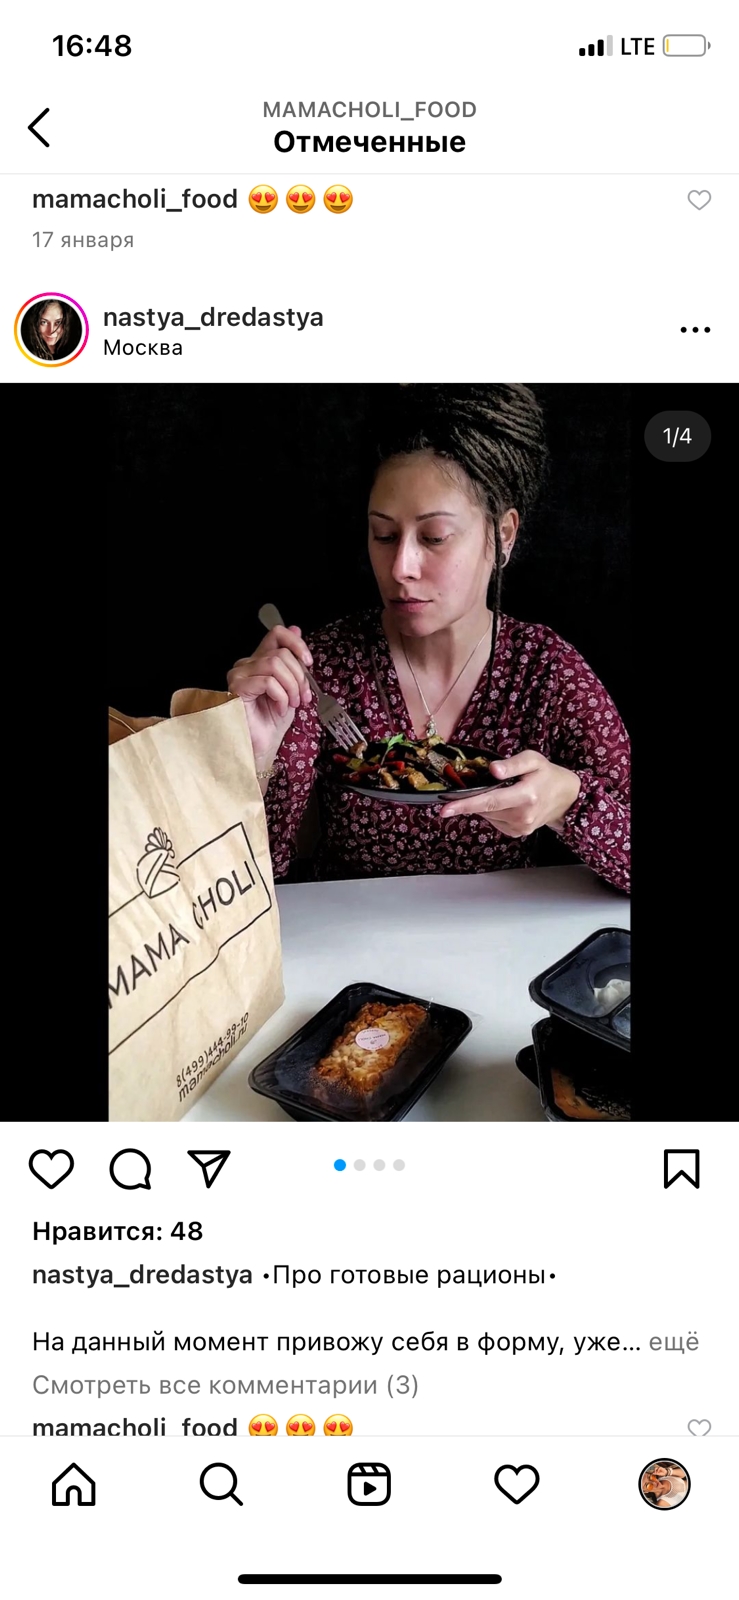 16:48
LTE
MAMACHOLI_FOOD
Отмеченные
mamacholi_food 😍😍😍
17 января
nastya_dredastya
Москва
1/4
MAMA CHOLI
8(499)444-99-10
mamacholi.ru
Нравится: 48
nastya_dredastya •Про готовые рационы•
На данный момент привожу себя в форму, уже... ещё
Смотреть все комментарии (3)
mamacholi_food 😍😍😍